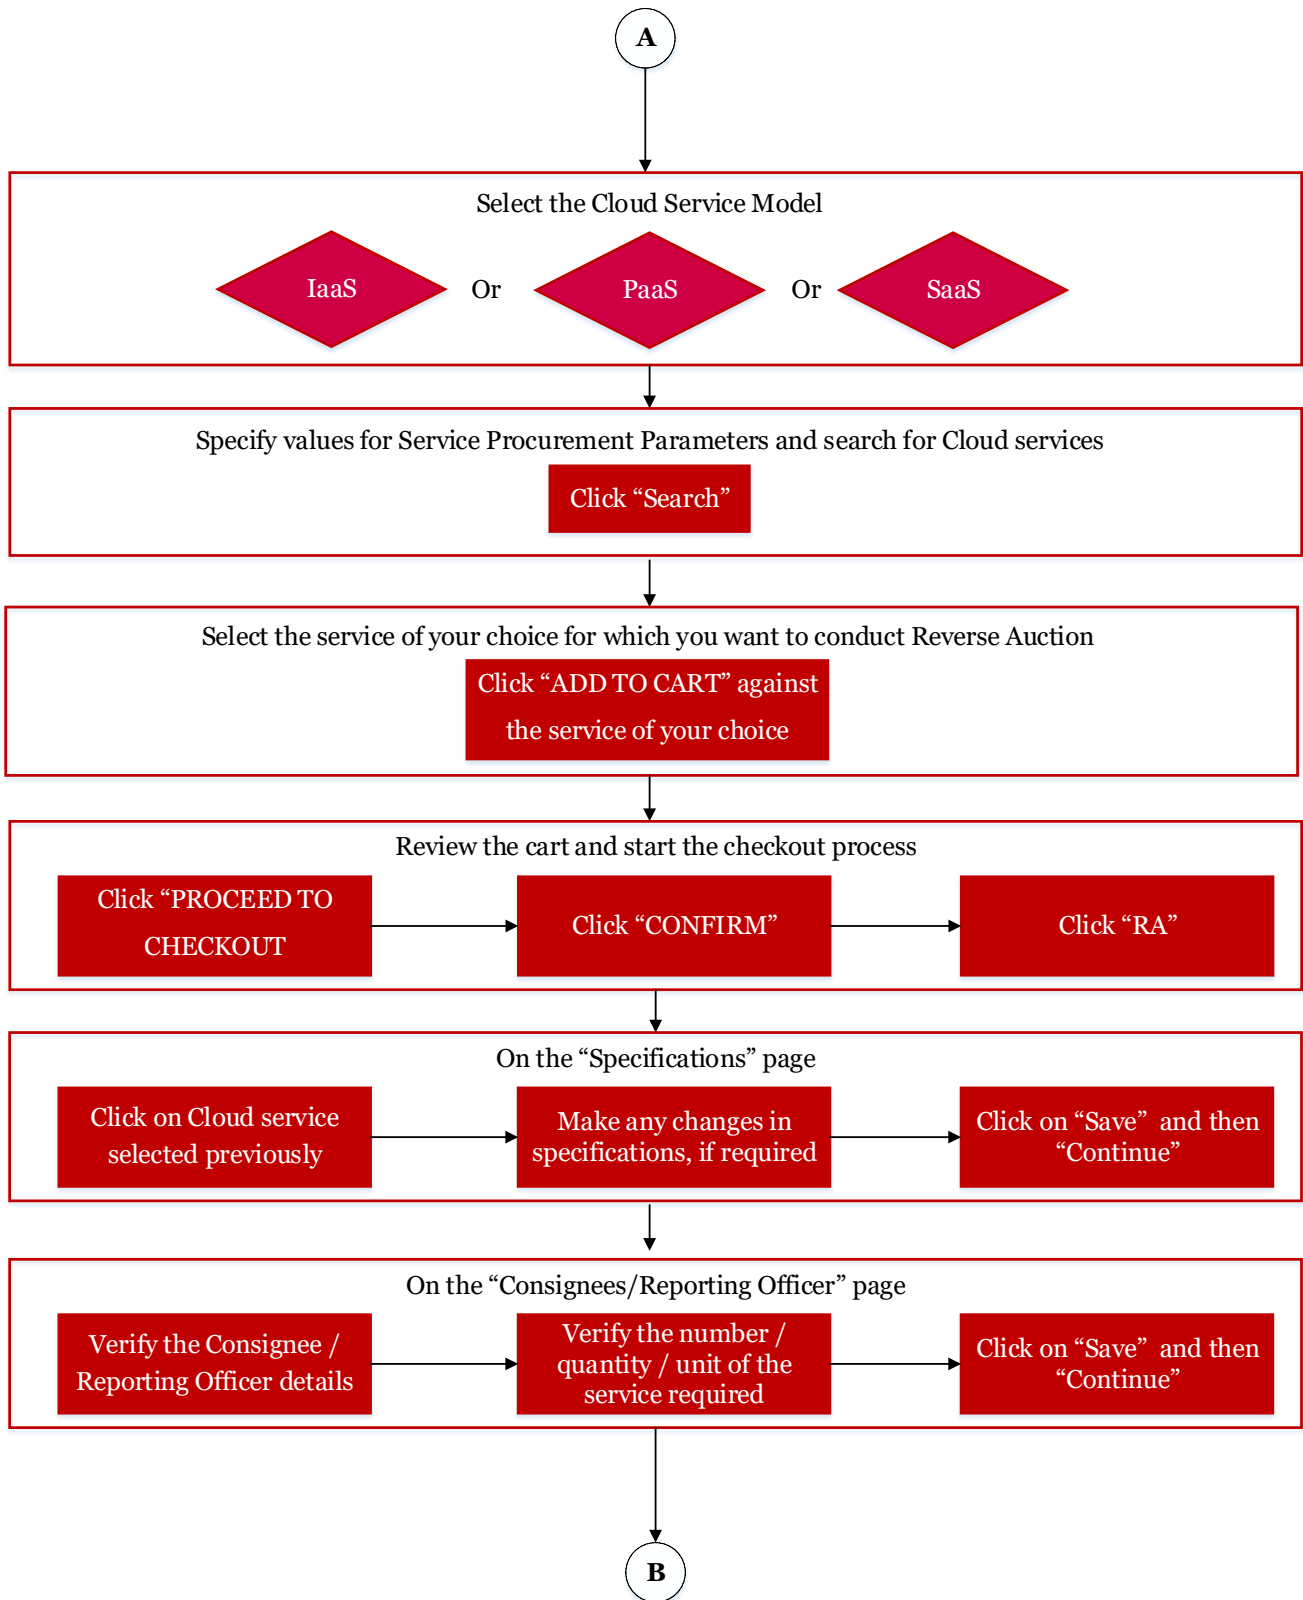 A
Select the Cloud Service Model
IaaS Or PaaS Or SaaS
Specify values for Service Procurement Parameters and search for Cloud services
Click “Search”
Select the service of your choice for which you want to conduct Reverse Auction
Click “ADD TO CART” against
the service of your choice
Review the cart and start the checkout process
Click “PROCEED TO
CHECKOUT
Click “CONFIRM”
Click “RA”
On the “Specifications” page
Click on Cloud service
selected previously
Make any changes in
specifications, if required
Click on “Save” and then
“Continue”
On the “Consignees/Reporting Officer” page
Verify the Consignee /
Reporting Officer details
Verify the number /
quantity / unit of the
service required
Click on “Save” and then
“Continue”
B